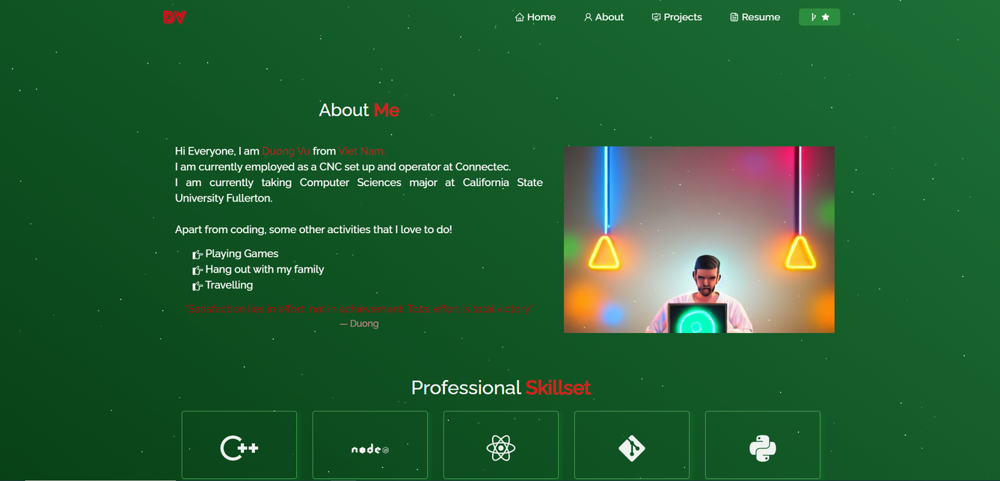 DV
Home
About
Projects
Resume
About Me
Hi Everyone, I am Duong Vu from Viet Nam.
I am currently employed as a CNC set up and operator at Connectec.
I am currently taking Computer Sciences major at California State
University Fullerton.
Apart from coding, some other activities that I love to do!
Playing Games
Hang out with my family
Travelling
"Satisfaction lies in effort, not in achievement. Total effort is total victory"
— Duong
Professional Skillset
C++
node